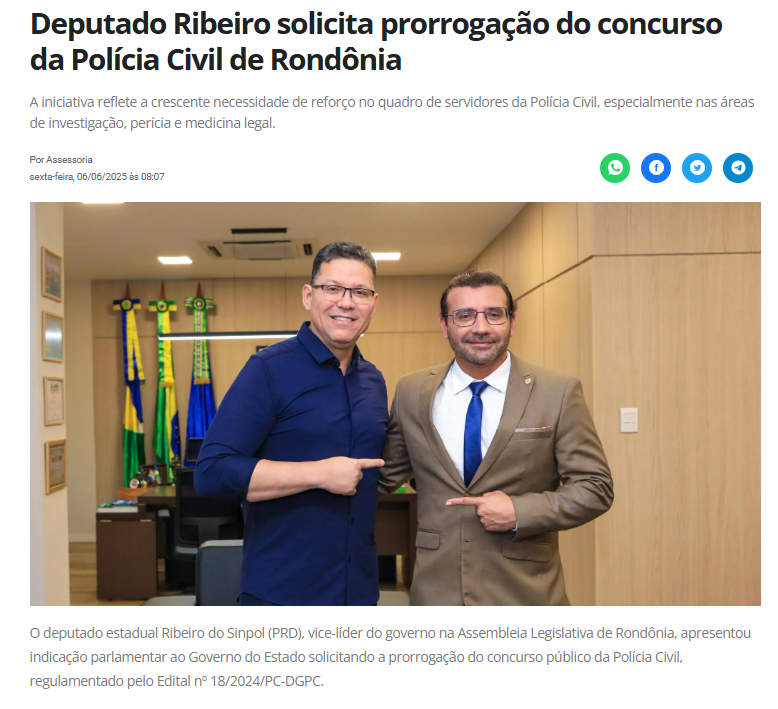 Deputado Ribeiro solicita prorrogação do concurso
da Polícia Civil de Rondônia
A iniciativa reflete a crescente necessidade de reforço no quadro de servidores da Polícia Civil, especialmente nas áreas
de investigação, perícia e medicina legal.
Por Assessoria
sexta-feira, 06/06/2025 às 08:07
O deputado estadual Ribeiro do Sinpol (PRD), vice-líder do governo na Assembleia Legislativa de Rondônia, apresentou
indicação parlamentar ao Governo do Estado solicitando a prorrogação do concurso público da Polícia Civil,
regulamentado pelo Edital nº 18/2024/PC-DGPC.